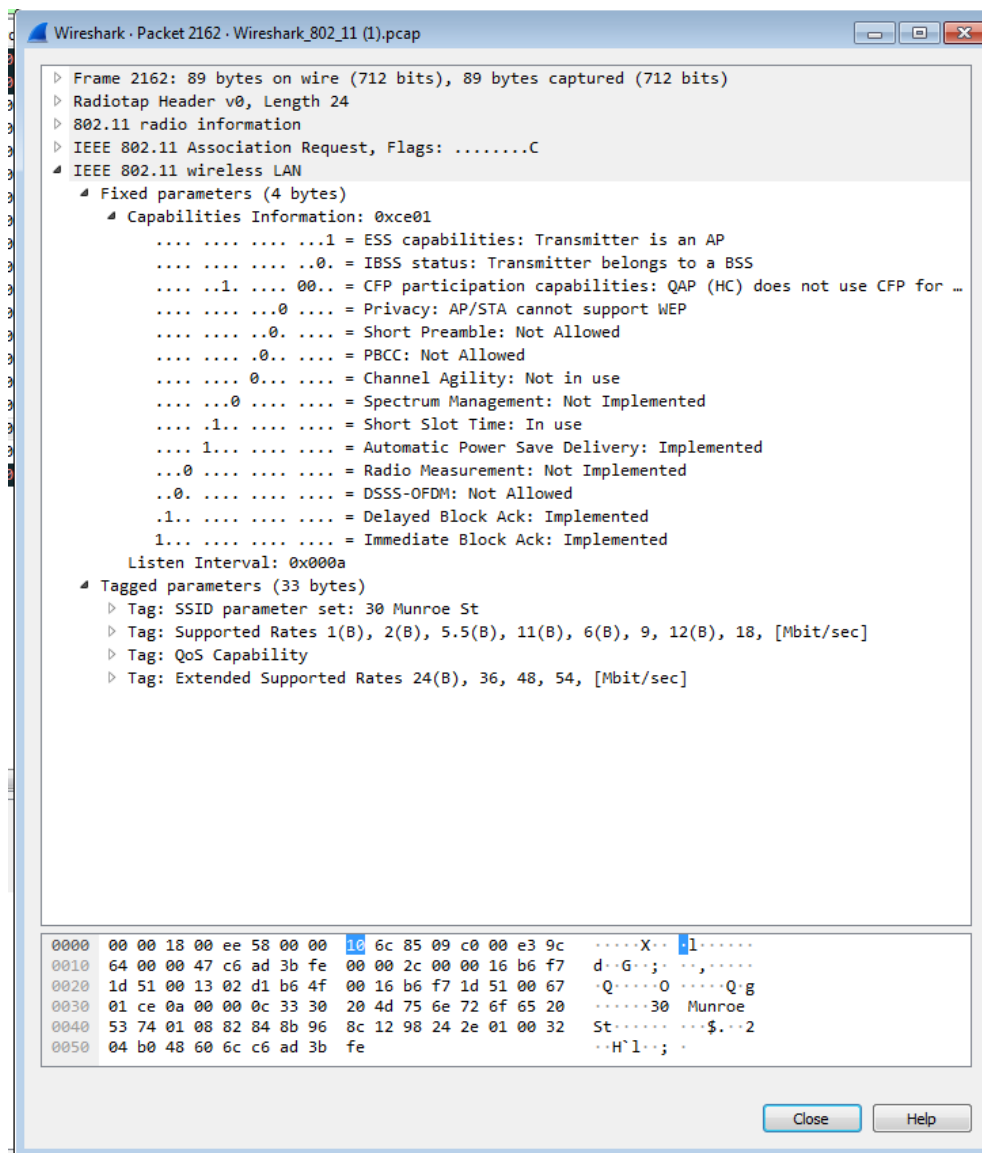 Wireshark · Packet 2162 · Wireshark_802_11 (1).pcap
Frame 2162: 89 bytes on wire (712 bits), 89 bytes captured (712 bits)
Radiotap Header v0, Length 24
802.11 radio information
IEEE 802.11 Association Request, Flags: ........C
IEEE 802.11 wireless LAN
Fixed parameters (4 bytes)
Capabilities Information: 0xce01
.... .... .... ...1 = ESS capabilities: Transmitter is an AP
.... .... .... ..0. = IBSS status: Transmitter belongs to a BSS
.... ..1. .... 00.. = CFP participation capabilities: QAP (HC) does not use CFP for …
.... .... ...0 .... = Privacy: AP/STA cannot support WEP
.... .... ..0. .... = Short Preamble: Not Allowed
.... .... .0.. .... = PBCC: Not Allowed
.... .... 0... .... = Channel Agility: Not in use
.... ...0 .... .... = Spectrum Management: Not Implemented
.... .1.. .... .... = Short Slot Time: In use
.... 1... .... .... = Automatic Power Save Delivery: Implemented
...0 .... .... .... = Radio Measurement: Not Implemented
..0. .... .... .... = DSSS-OFDM: Not Allowed
.1.. .... .... .... = Delayed Block Ack: Implemented
1... .... .... .... = Immediate Block Ack: Implemented
Listen Interval: 0x000a
Tagged parameters (33 bytes)
Tag: SSID parameter set: 30 Munroe St
Tag: Supported Rates 1(B), 2(B), 5.5(B), 11(B), 6(B), 9, 12(B), 18, [Mbit/sec]
Tag: QoS Capability
Tag: Extended Supported Rates 24(B), 36, 48, 54, [Mbit/sec]
0000 00 00 18 00 ee 58 00 00 10 6c 85 09 c0 00 e3 9c ·····X·· ·l······
0010 64 00 00 47 c6 ad 3b fe 00 00 2c 00 00 16 b6 f7 d··G··;· ··,·····
0020 1d 51 00 13 02 d1 b6 4f 00 16 b6 f7 1d 51 00 67 ·Q·····O ·····Q·g
0030 01 ce 0a 00 00 0c 33 30 20 4d 75 6e 72 6f 65 20 ······30 Munroe
0040 53 74 01 08 82 84 8b 96 8c 12 98 24 2e 01 00 32 St······ ···$.··2
0050 04 b0 48 60 6c c6 ad 3b fe ··H`l··; ·
Close Help